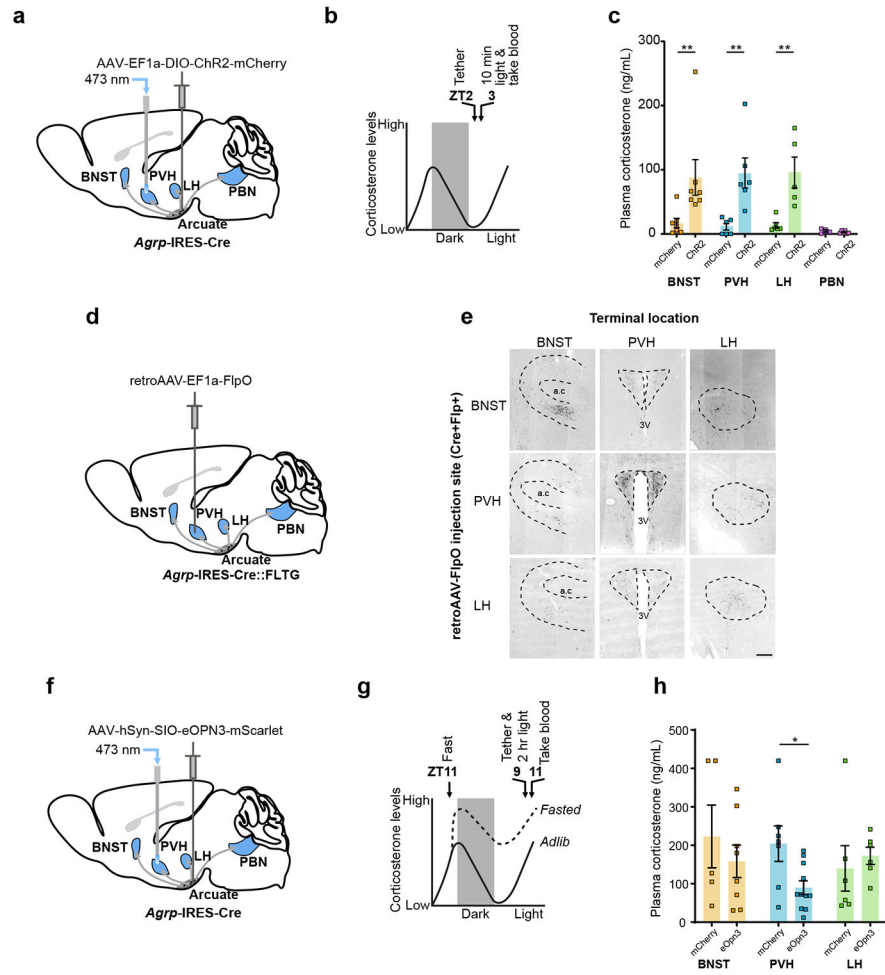 a
AAV-EF1a-DIO-ChR2-mCherry
473 nm
BNST
PVH
LH
PBN
Arcuate
Agrp-IRES-Cre
b
Tether
10 min
light &
take blood
ZT2 3
High
Corticosterone levels
Low
Dark Light
c
Plasma corticosterone (ng/mL)
300
200
100
0
** ** **
mCherry ChR2 mCherry ChR2 mCherry ChR2 mCherry ChR2
BNST PVH LH PBN
d
retroAAV-EF1a-FlpO
BNST
PVH
LH
PBN
Arcuate
Agrp-IRES-Cre::FLTG
e
Terminal location
BNST PVH LH
retroAAV-FlpO injection site (Cre+Flp+)
BNST
a.c
3V
PVH
a.c
3V
LH
a.c
3V
f
AAV-hSyn-SIO-eOPN3-mScarlet
473 nm
BNST
PVH
LH
PBN
Arcuate
Agrp-IRES-Cre
g
Fast
Tether &
2 hr light
Take blood
ZT11 9 11
High
Corticosterone levels
Fasted
Adlib
Low
Dark Light
h
Plasma corticosterone (ng/mL)
500
400
300
200
100
0
*
mCherry eOpn3 mCherry eOpn3 mCherry eOpn3
BNST PVH LH